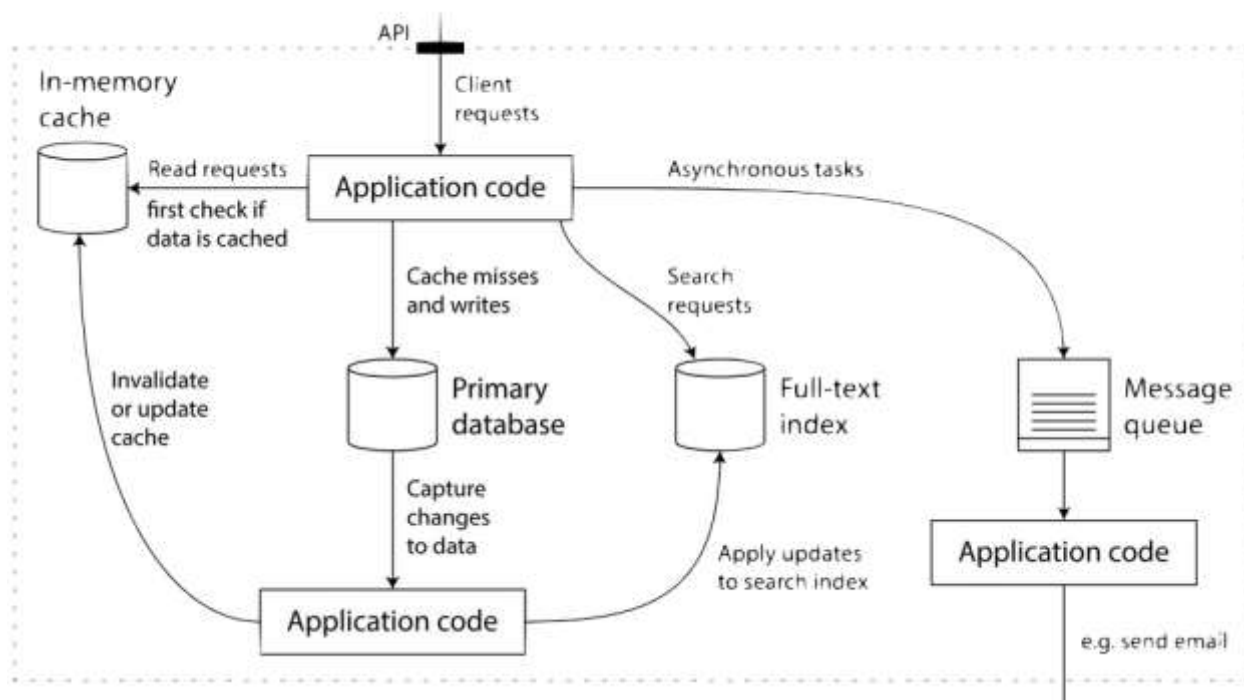 API
Client
requests
In-memory
cache
Read requests
first check if
data is cached
Application code
Asynchronous tasks
Cache misses
and writes
Search
requests
Invalidate
or update
cache
Primary
database
Full-text
index
Message
queue
Capture
changes
to data
Apply updates
to search index
Application code
Application code
e.g. send email